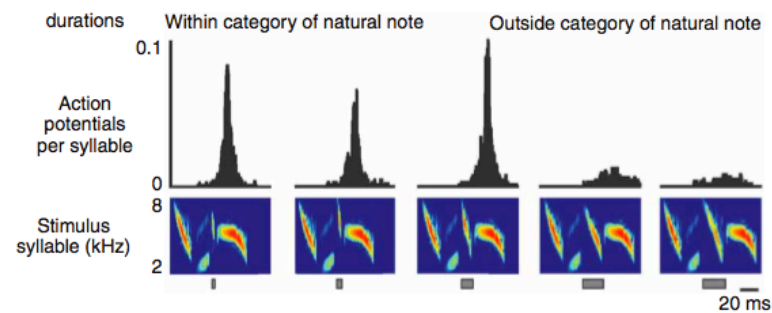 durations
Within category of natural note
Outside category of natural note
0.1
Action
potentials
per syllable
0
8
Stimulus
syllable (kHz)
2
20 ms